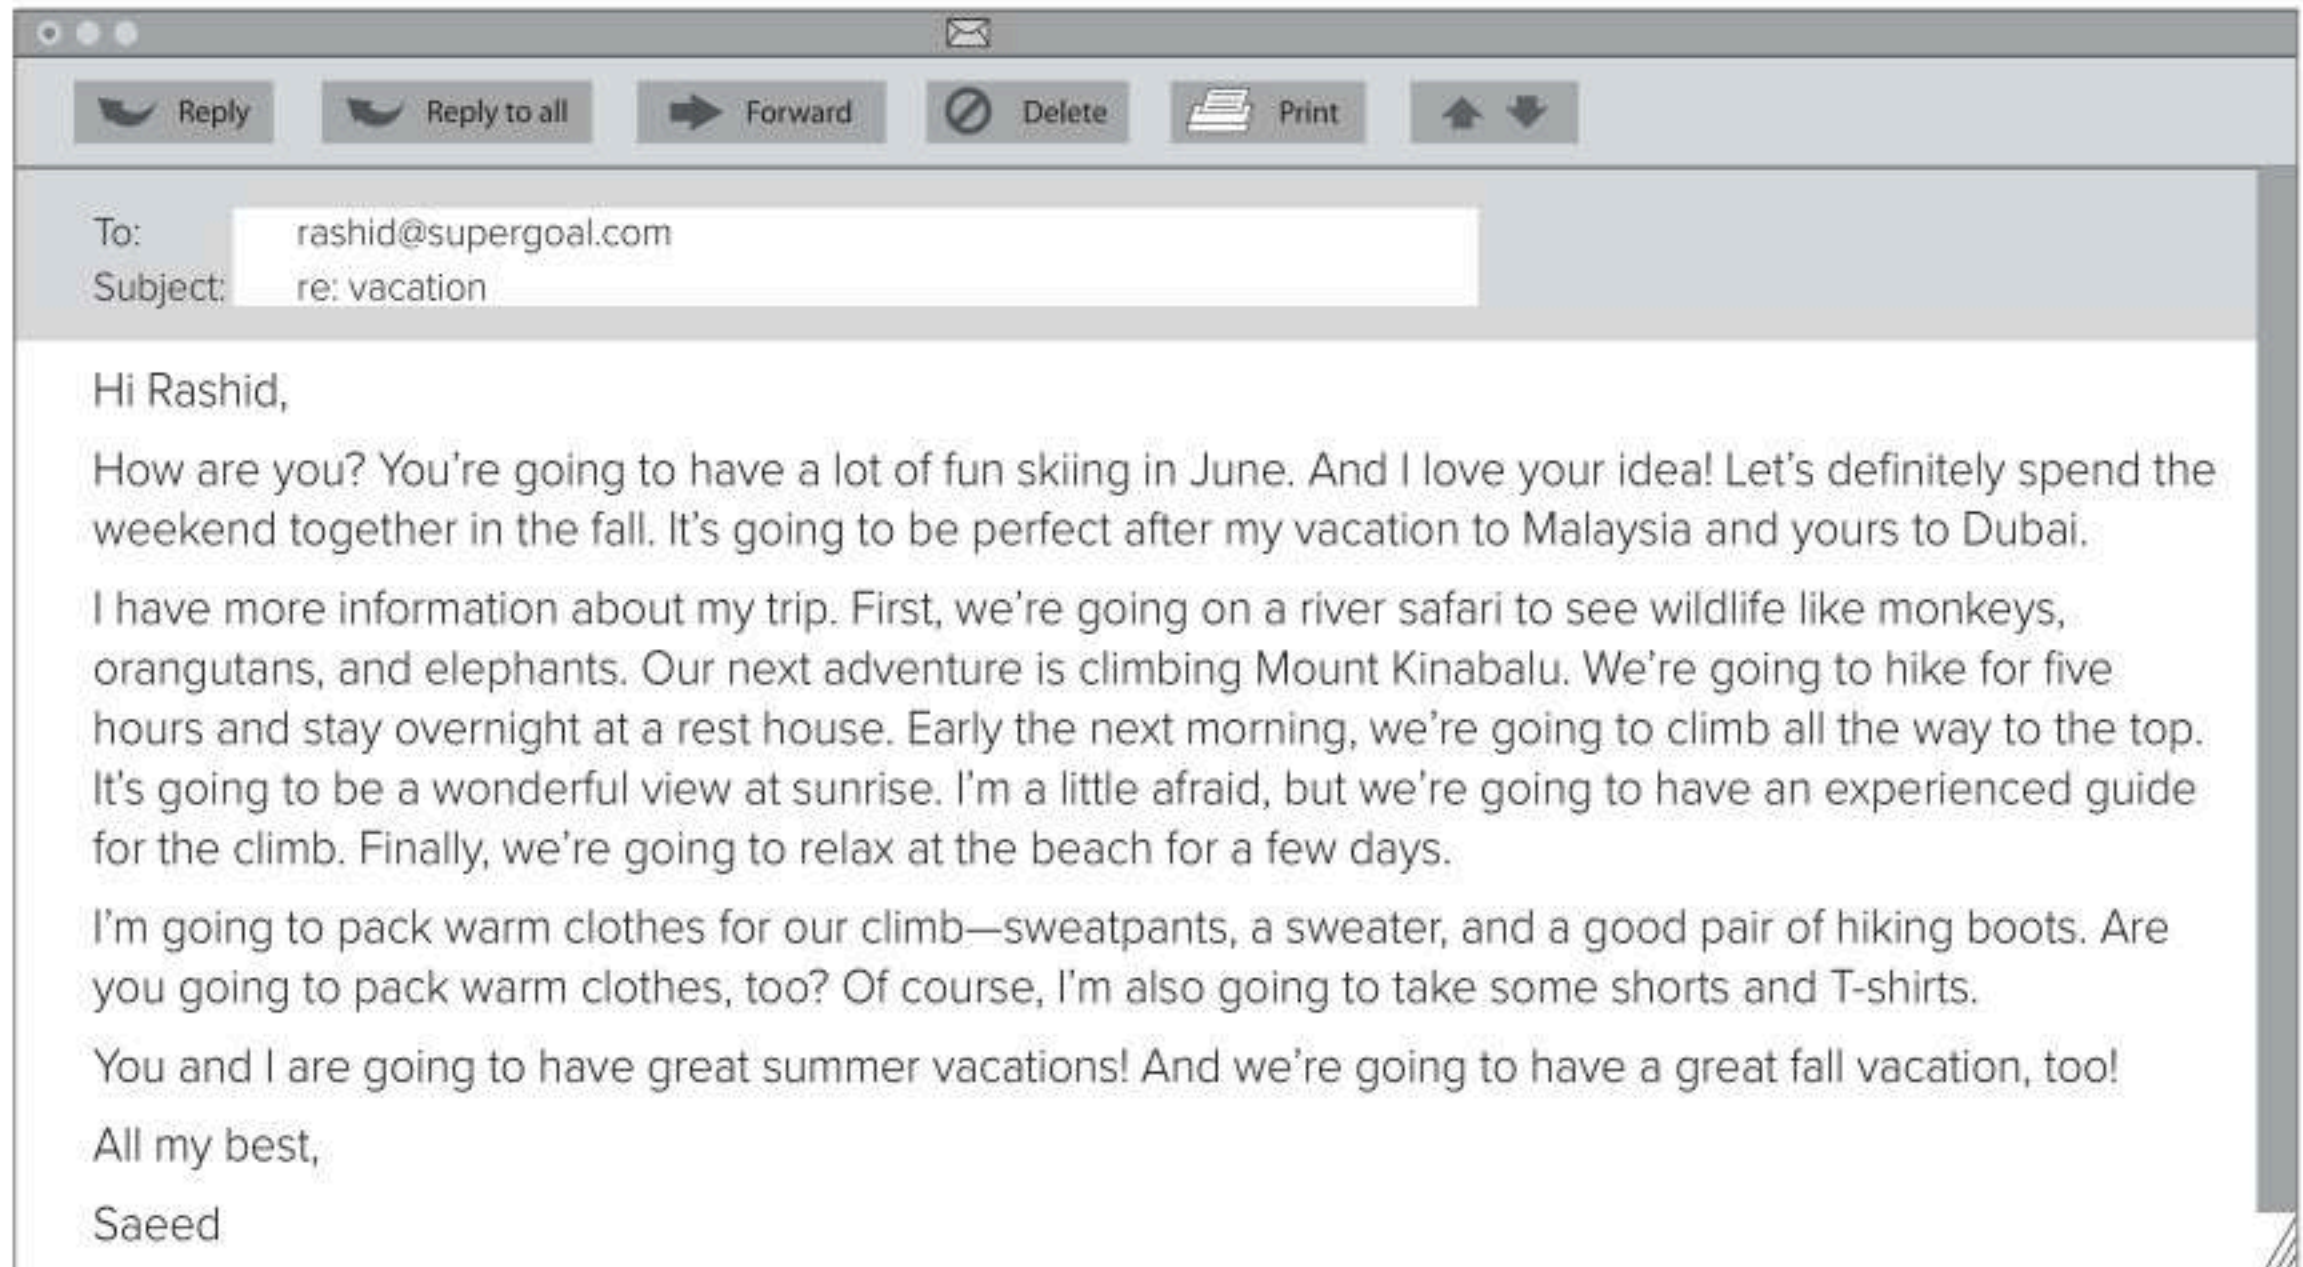 Reply Reply to all Forward Delete Print
To: rashid@supergoal.com
Subject: re: vacation
Hi Rashid,
How are you? You’re going to have a lot of fun skiing in June. And I love your idea! Let’s definitely spend the
weekend together in the fall. It’s going to be perfect after my vacation to Malaysia and yours to Dubai.
I have more information about my trip. First, we’re going on a river safari to see wildlife like monkeys,
orangutans, and elephants. Our next adventure is climbing Mount Kinabalu. We’re going to hike for five
hours and stay overnight at a rest house. Early the next morning, we’re going to climb all the way to the top.
It’s going to be a wonderful view at sunrise. I’m a little afraid, but we’re going to have an experienced guide
for the climb. Finally, we’re going to relax at the beach for a few days.
I’m going to pack warm clothes for our climb—sweatpants, a sweater, and a good pair of hiking boots. Are
you going to pack warm clothes, too? Of course, I’m also going to take some shorts and T-shirts.
You and I are going to have great summer vacations! And we’re going to have a great fall vacation, too!
All my best,
Saeed